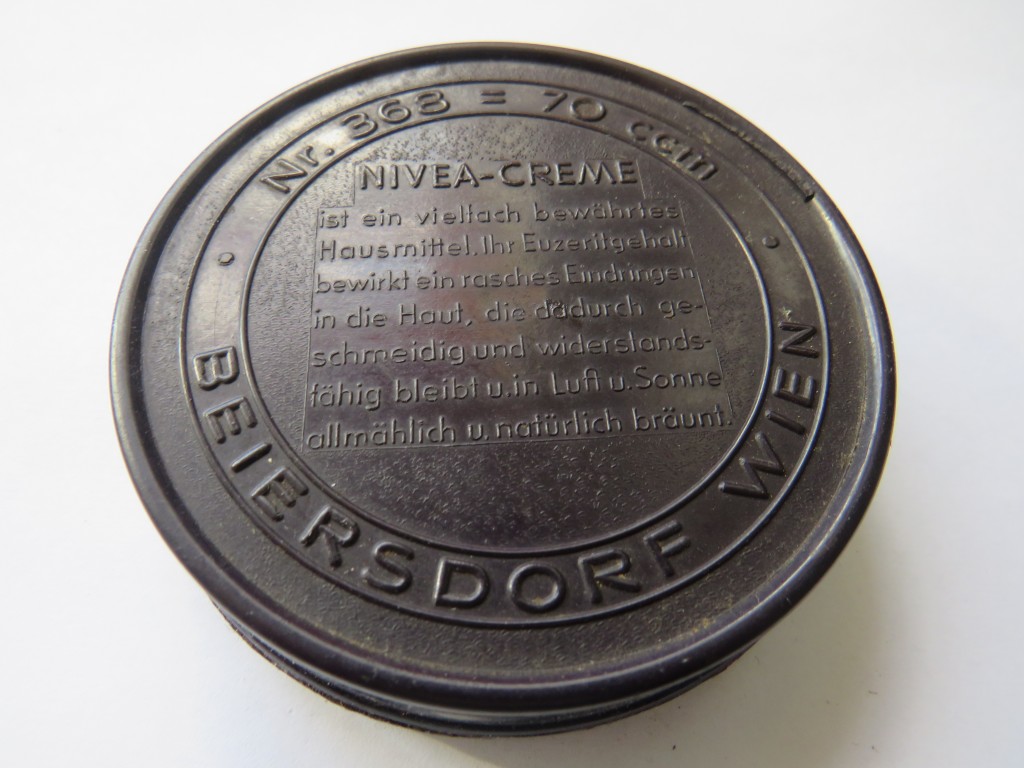 Nr. 368 = 70 ccm
NIVEA-CREME
ist ein vielfach bewährtes
Hausmittel. Ihr Euzeritgehalt
bewirkt ein rasches Eindringen
in die Haut, die dadurch ge-
schmeidig und widerstands-
fähig bleibt u. in Luft u. Sonne
allmählich u. natürlich bräunt.
BEIERSDORF WIEN